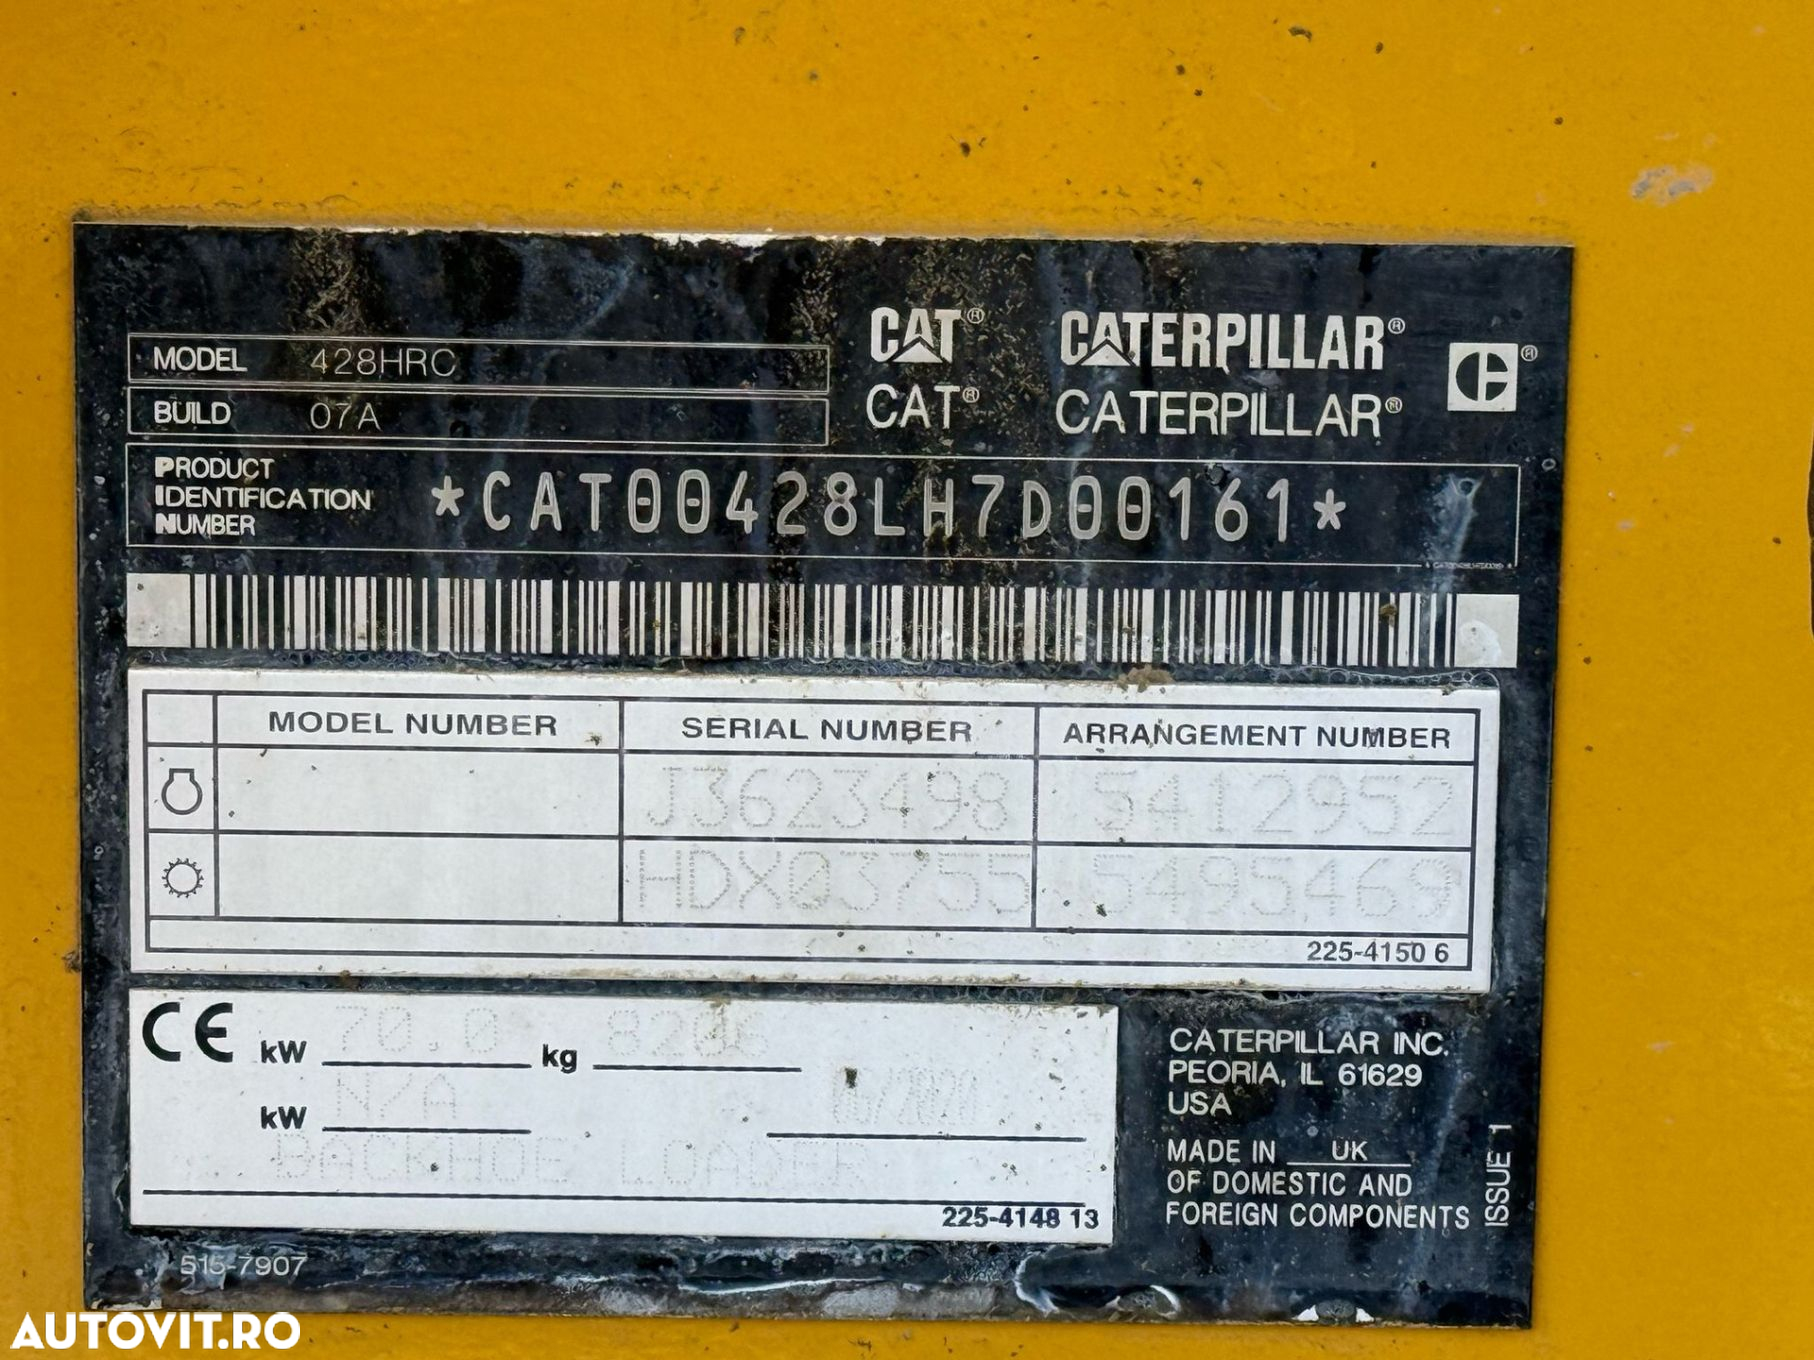 CAT® CATERPILLAR®
MODEL 428HRC
CAT® CATERPILLAR®
BUILD 07A
PRODUCT
IDENTIFICATION
NUMBER
*CAT00428LH7D00161*
MODEL NUMBER SERIAL NUMBER ARRANGEMENT NUMBER
J3623498 5412952
HDX03755 5495469
225-4150 6
CE kW 70.0 kg
kW N/A
BACKHOE LOADER
225-4148 13
CATERPILLAR INC.
PEORIA, IL 61629
USA
MADE IN UK
OF DOMESTIC AND
FOREIGN COMPONENTS
ISSUE 1
515-7907
AUTOVIT.RO